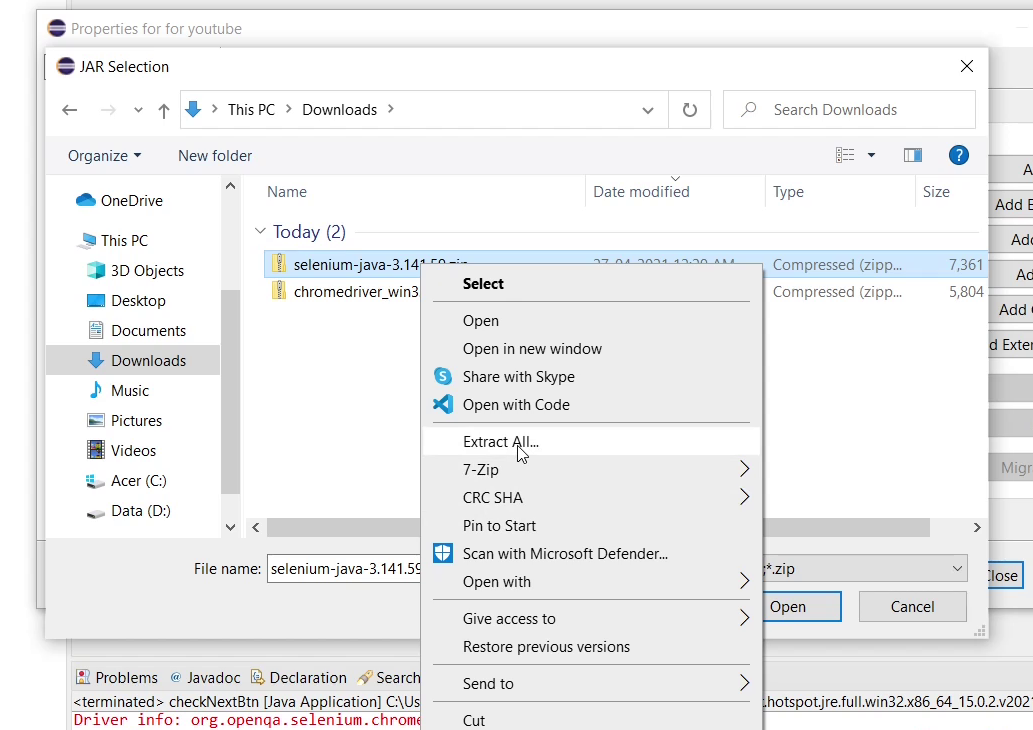 Properties for for youtube
JAR Selection
This PC
Downloads
Search Downloads
Organize
New folder
Name
Date modified
Type
Size
OneDrive
This PC
3D Objects
Desktop
Documents
Downloads
Music
Pictures
Videos
Acer (C:)
Data (D:)
Today (2)
selenium-java-3.141.59.zip
27-04-2021 12:28 AM
Compressed (zipp...
7,361
chromedriver_win3
Compressed (zipp...
5,804
Select
Open
Open in new window
Share with Skype
Open with Code
Extract All...
7-Zip
CRC SHA
Pin to Start
Scan with Microsoft Defender...
Open with
Give access to
Restore previous versions
Send to
Cut
File name:
selenium-java-3.141.59
;*.zip
Open
Cancel
A
Add E
Add
Ad
Add
d Exter
Migr
Close
Problems
@ Javadoc
Declaration
Search
<terminated> checkNextBtn [Java Application] C:\Us
.hotspot.jre.full.win32.x86_64_15.0.2.v2021
Driver info: org.openqa.selenium.chrome